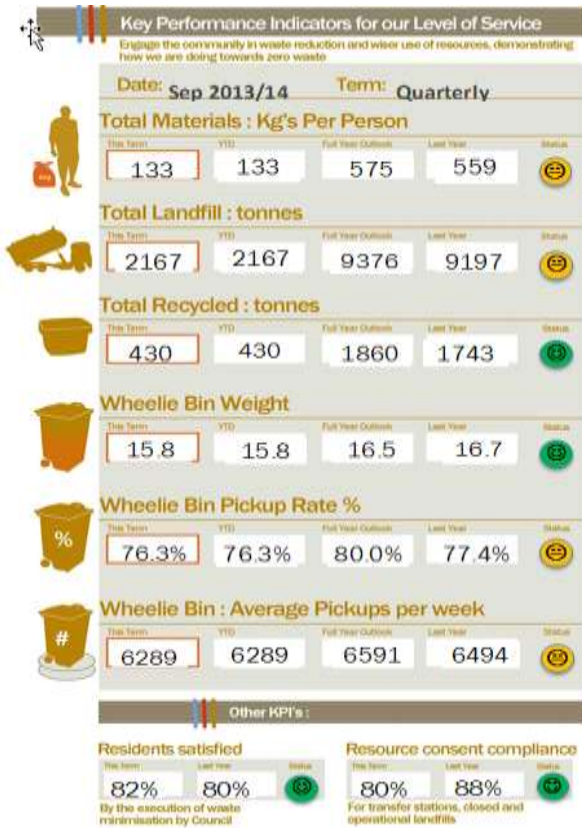 Key Performance Indicators for our Level of Service
Engage the community in waste reduction and wiser use of resources, demonstrating
how we are doing towards zero waste
Date: Sep 2013/14 Term: Quarterly
Total Materials : Kg's Per Person
This Term YTD Full Year Outlook Last Year Status
133 133 575 559
Total Landfill : tonnes
This Term YTD Full Year Outlook Last Year Status
2167 2167 9376 9197
Total Recycled : tonnes
This Term YTD Full Year Outlook Last Year Status
430 430 1860 1743
Wheelie Bin Weight
This Term YTD Full Year Outlook Last Year Status
15.8 15.8 16.5 16.7
Wheelie Bin Pickup Rate %
%
This Term YTD Full Year Outlook Last Year Status
76.3% 76.3% 80.0% 77.4%
Wheelie Bin : Average Pickups per week
#
This Term YTD Full Year Outlook Last Year Status
6289 6289 6591 6494
Other KPI's :
Residents satisfied Resource consent compliance
This Term Last Year Status This Term Last Year Status
82% 80% 80% 88%
By the execution of waste For transfer stations, closed and
minimisation by Council operational landfills